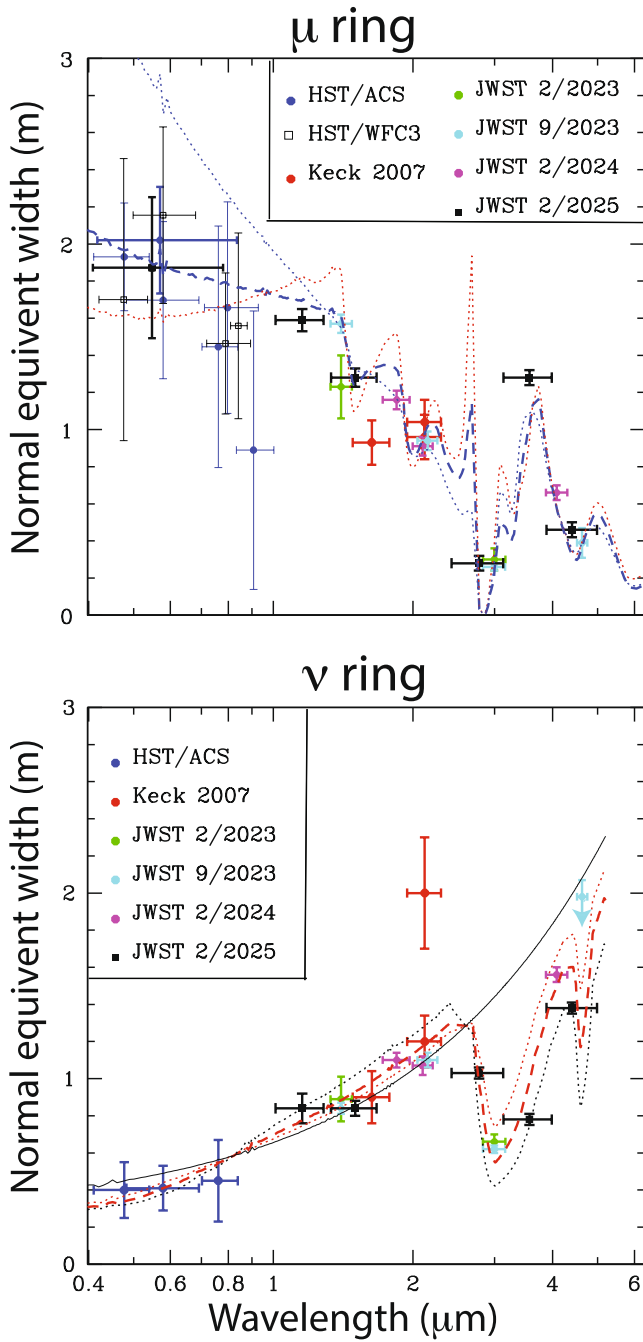 μ ring
Normal equivent width (m)
3
2
1
0
HST/ACS
HST/WFC3
Keck 2007
JWST 2/2023
JWST 9/2023
JWST 2/2024
JWST 2/2025
ν ring
Normal equivent width (m)
3
2
1
0
HST/ACS
Keck 2007
JWST 2/2023
JWST 9/2023
JWST 2/2024
JWST 2/2025
0.4 0.6 0.8 1 2 4 6
Wavelength (μm)